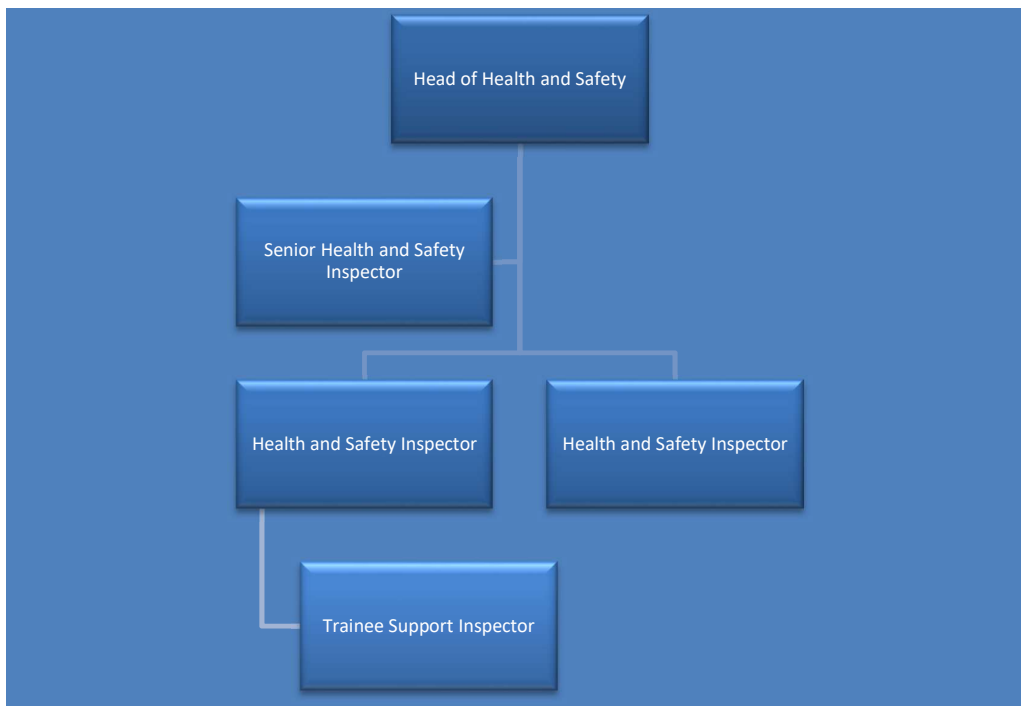 Head of Health and Safety
Senior Health and Safety
Inspector
Health and Safety Inspector
Health and Safety Inspector
Trainee Support Inspector